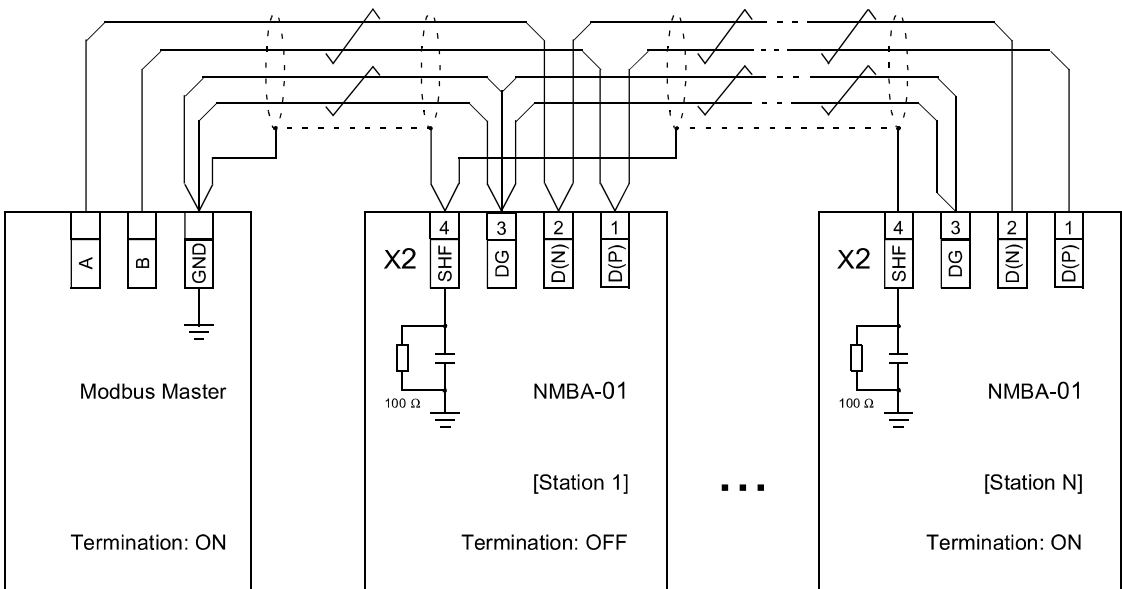 A
B
GND
Modbus Master
Termination: ON
X2
4
3
2
1
SHF
DG
D(N)
D(P)
100 Ω
NMBA-01
[Station 1]
Termination: OFF
...
X2
4
3
2
1
SHF
DG
D(N)
D(P)
100 Ω
NMBA-01
[Station N]
Termination: ON